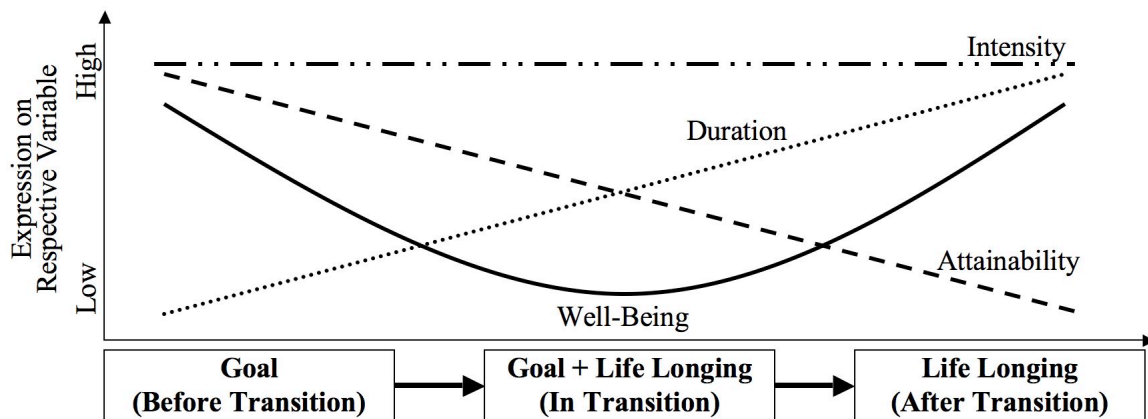 High
Low
Expression on
Respective Variable
Intensity
Duration
Attainability
Well-Being
Goal
(Before Transition)
Goal + Life Longing
(In Transition)
Life Longing
(After Transition)